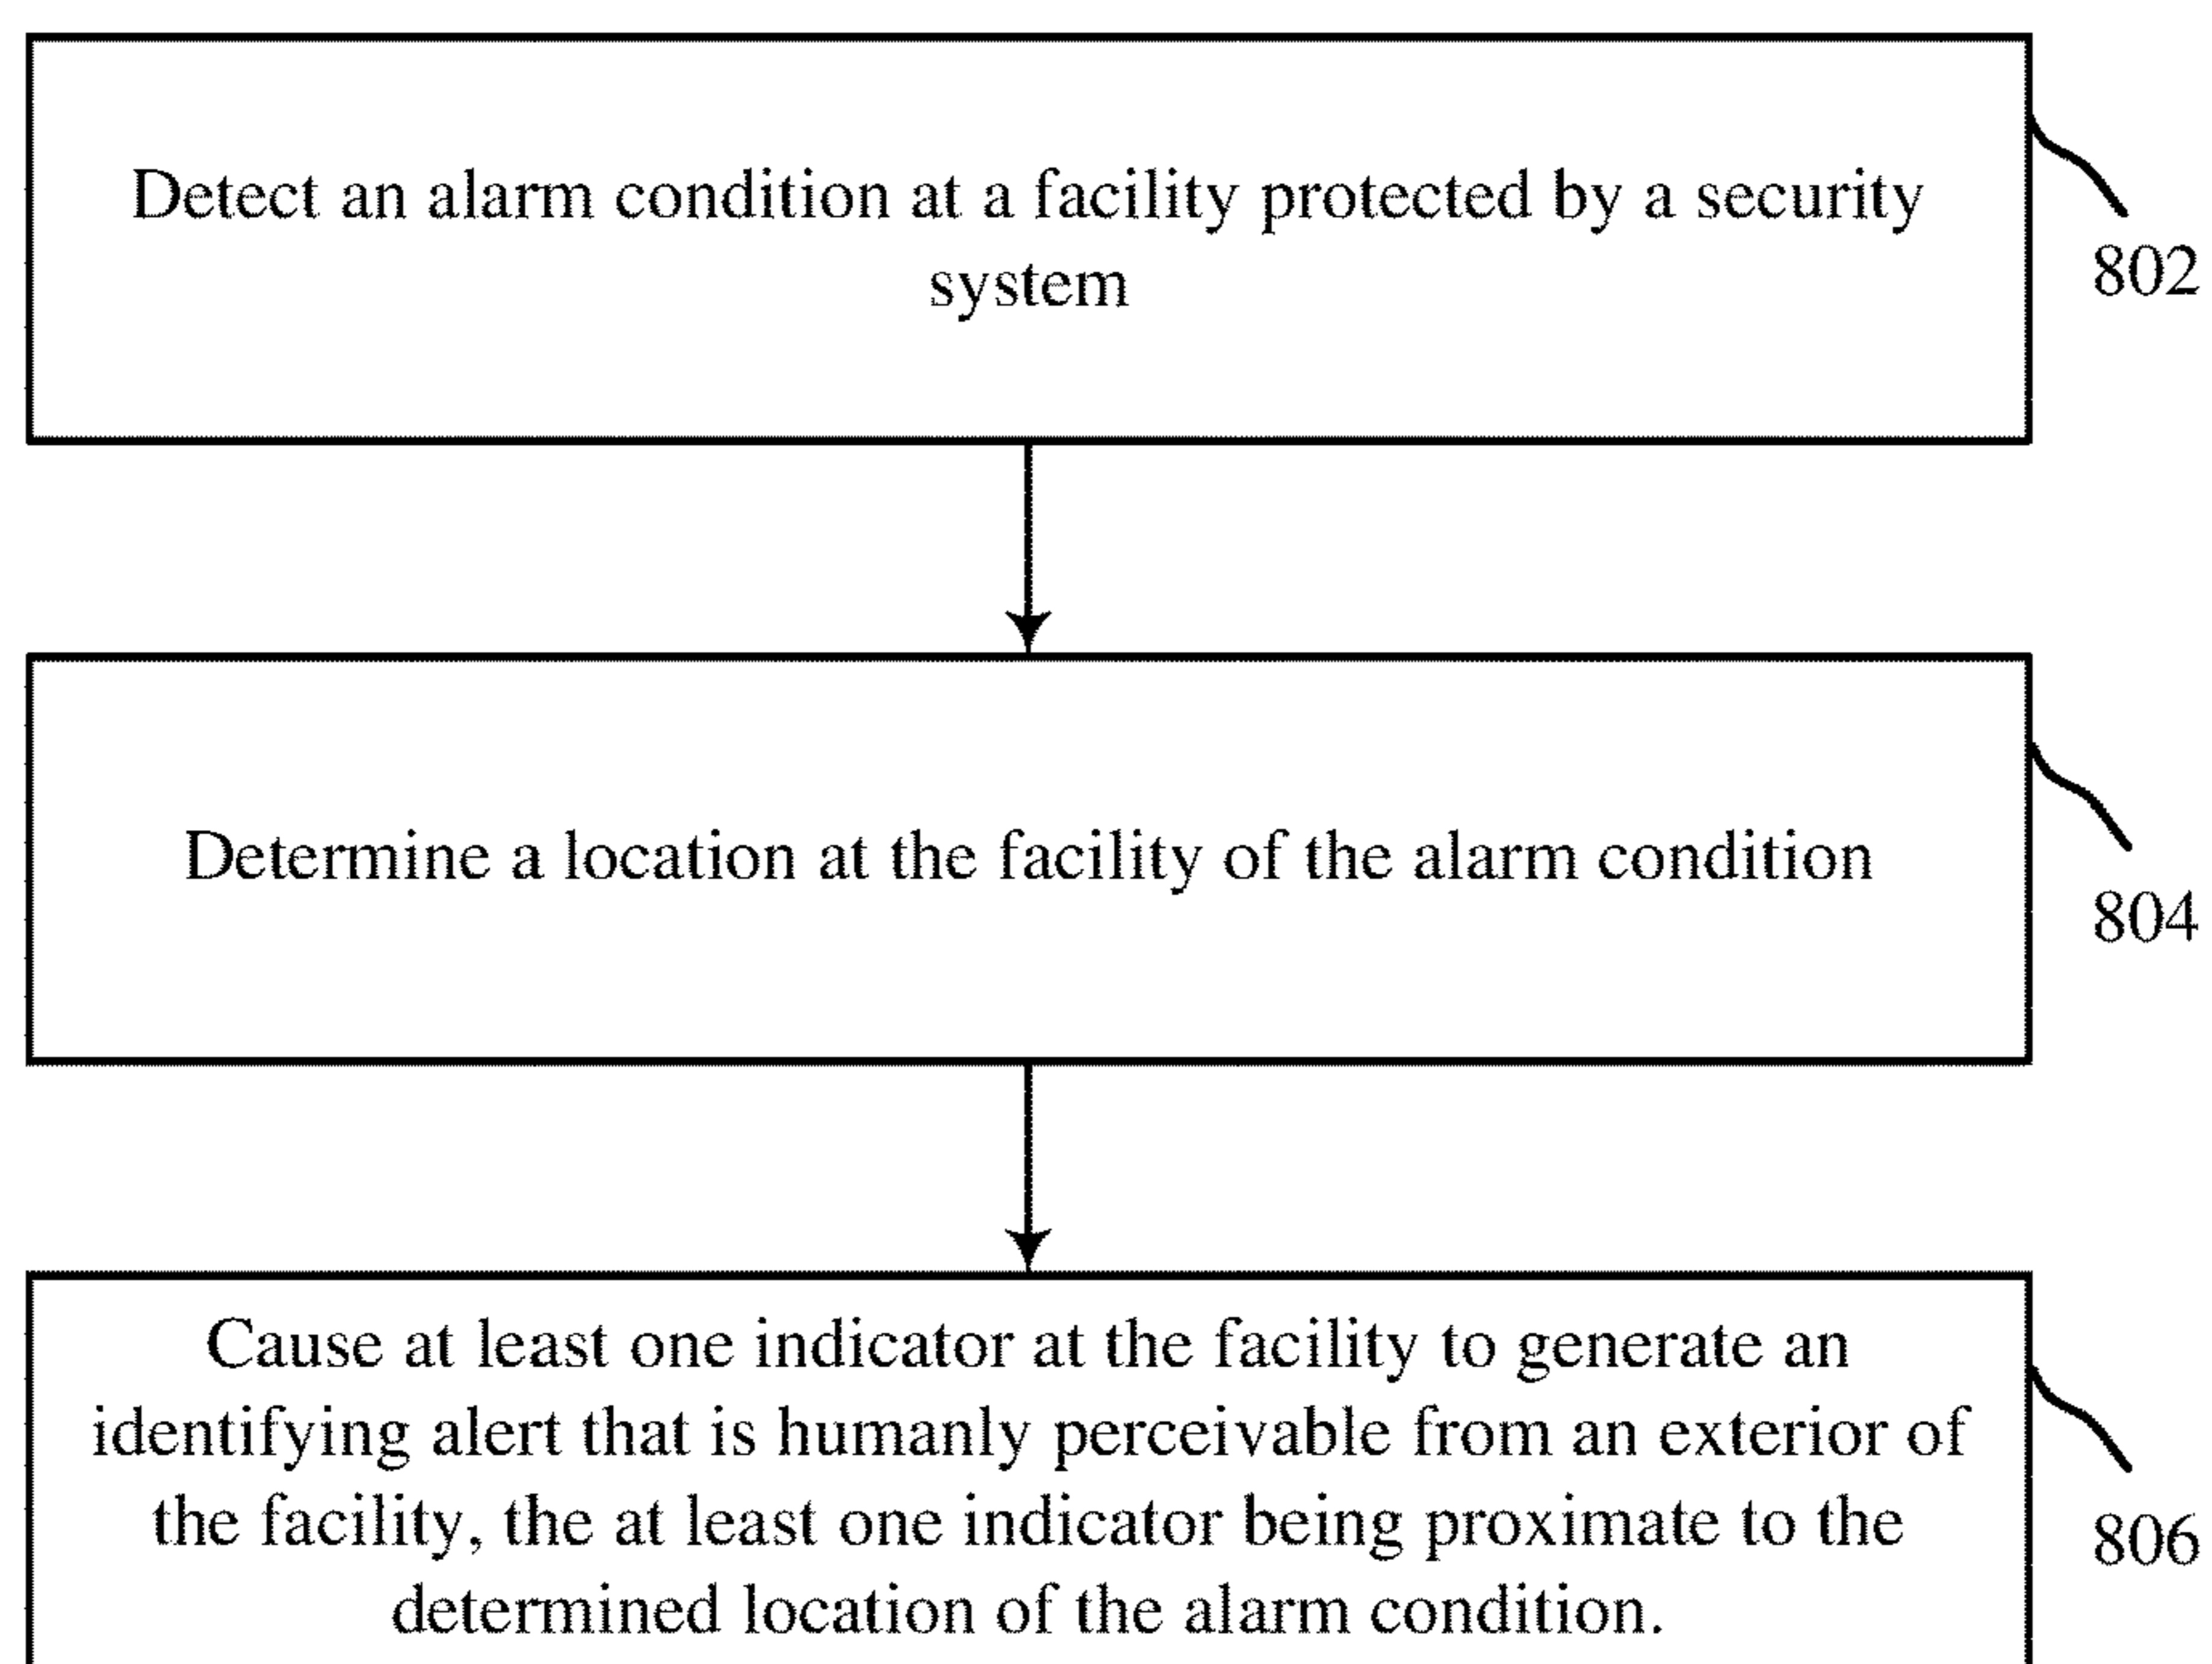 Detect an alarm condition at a facility protected by a security
system
802
Determine a location at the facility of the alarm condition
804
Cause at least one indicator at the facility to generate an
identifying alert that is humanly perceivable from an exterior of
the facility, the at least one indicator being proximate to the
determined location of the alarm condition.
806